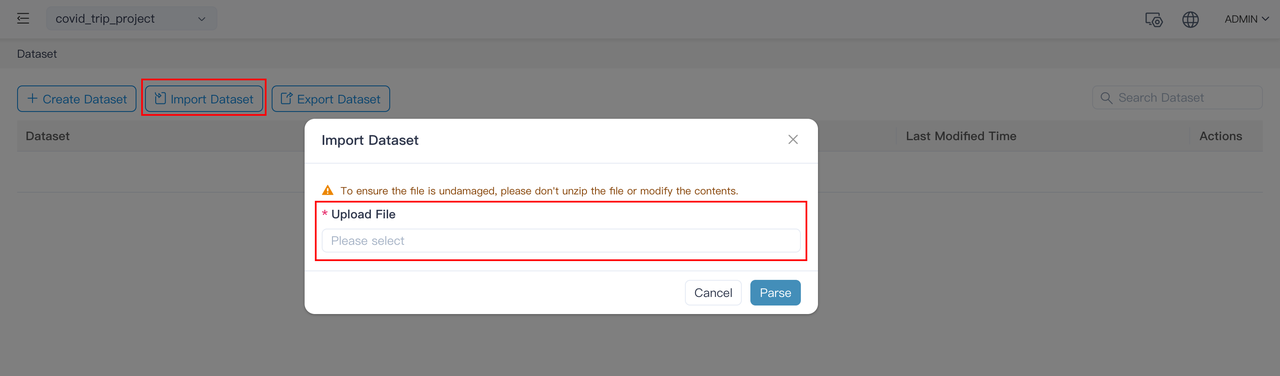 covid_trip_project
ADMIN
Dataset
+ Create Dataset
Import Dataset
Export Dataset
Search Dataset
Dataset
Last Modified Time
Actions
Import Dataset
To ensure the file is undamaged, please don't unzip the file or modify the contents.
* Upload File
Please select
Cancel
Parse